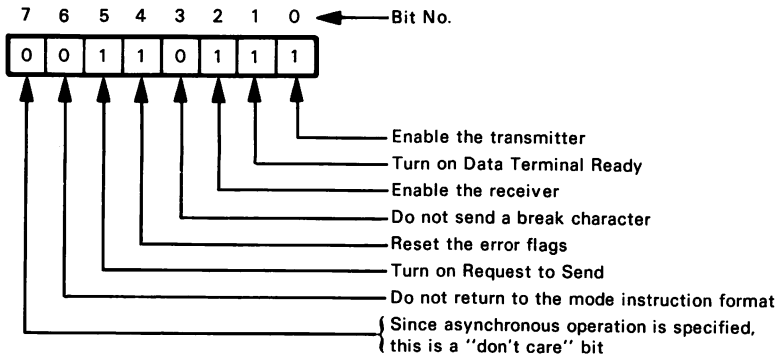 7 6 5 4 3 2 1 0 Bit No.
0 0 1 1 0 1 1 1
Enable the transmitter
Turn on Data Terminal Ready
Enable the receiver
Do not send a break character
Reset the error flags
Turn on Request to Send
Do not return to the mode instruction format
Since asynchronous operation is specified,
this is a "don't care" bit